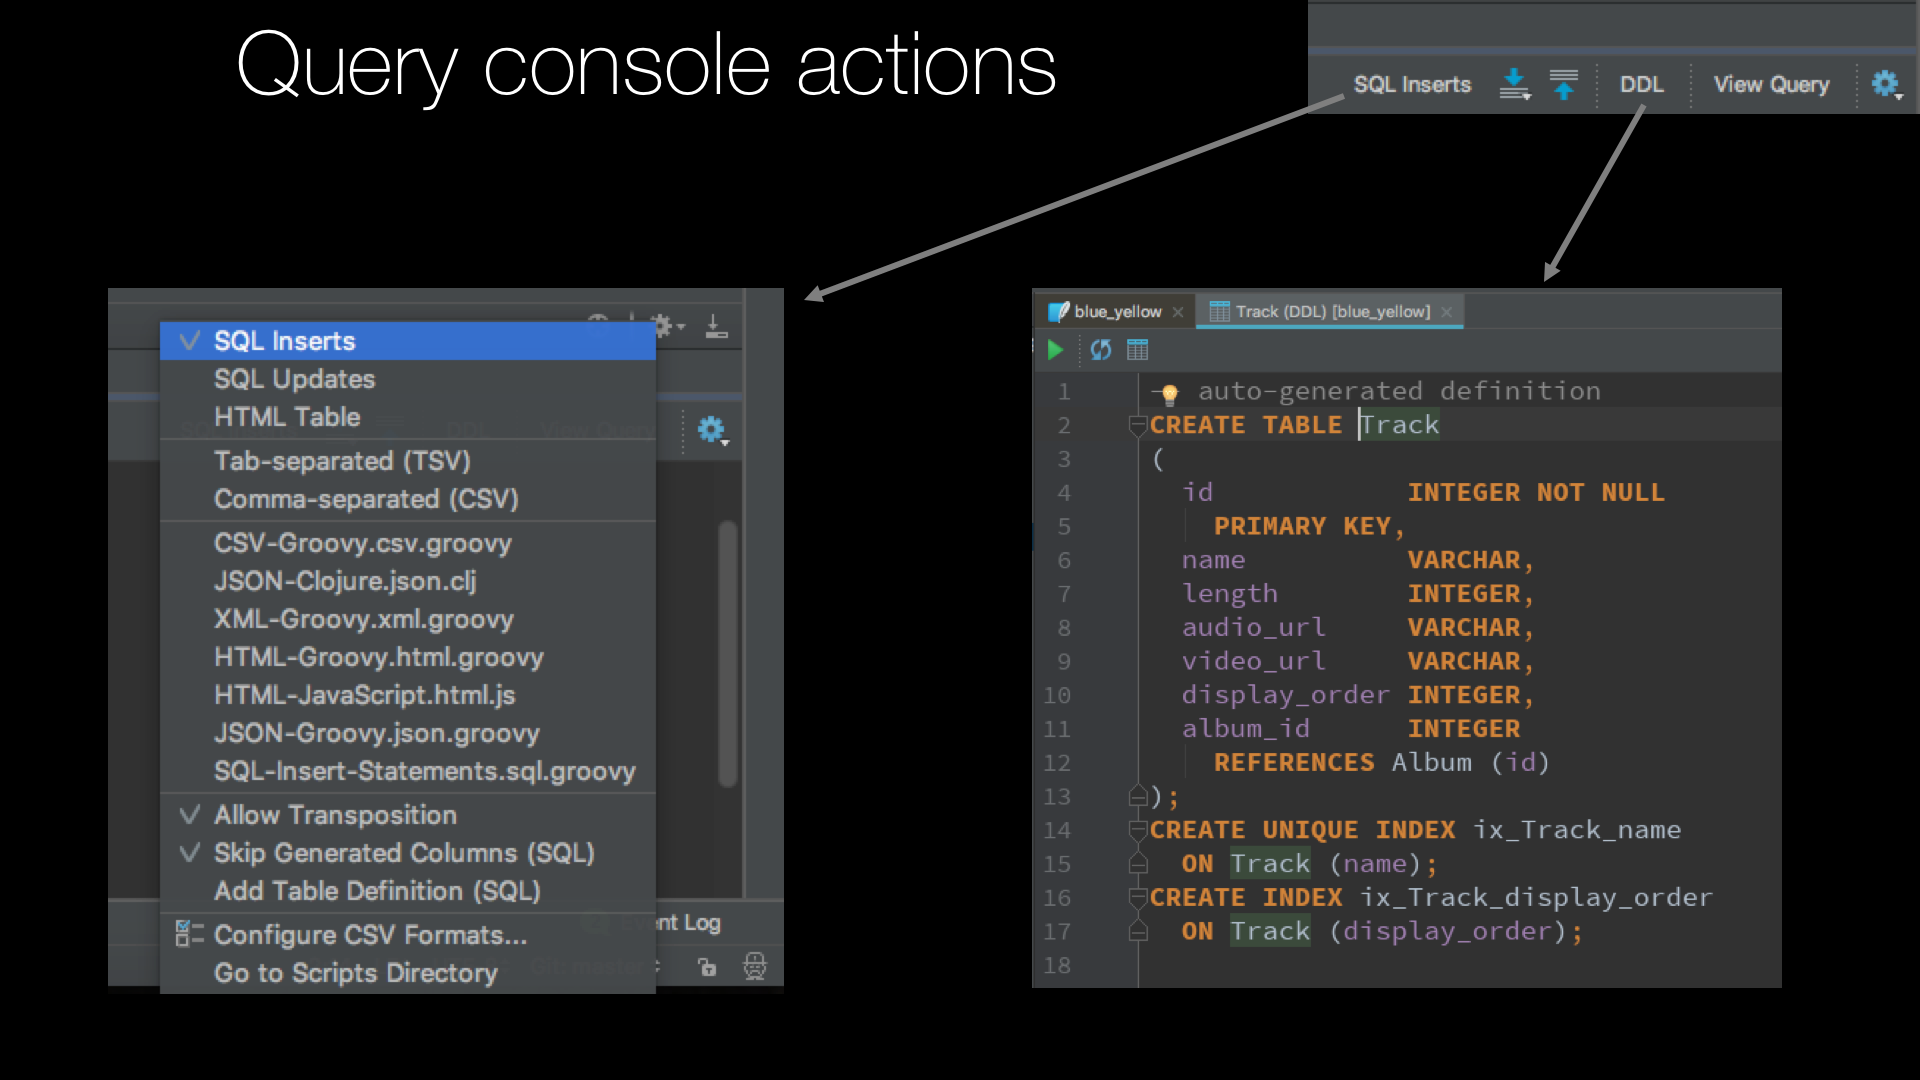 Query console actions
SQL Inserts DDL View Query
SQL Inserts
SQL Updates
HTML Table
Tab-separated (TSV)
Comma-separated (CSV)
CSV-Groovy.csv.groovy
JSON-Clojure.json.clj
XML-Groovy.xml.groovy
HTML-Groovy.html.groovy
HTML-JavaScript.html.js
JSON-Groovy.json.groovy
SQL-Insert-Statements.sql.groovy
Allow Transposition
Skip Generated Columns (SQL)
Add Table Definition (SQL)
Configure CSV Formats...
Go to Scripts Directory
nt Log
blue_yellow Track (DDL) [blue_yellow]
1 auto-generated definition
2 CREATE TABLE Track
3 (
4 id INTEGER NOT NULL
5 PRIMARY KEY,
6 name VARCHAR,
7 length INTEGER,
8 audio_url VARCHAR,
9 video_url VARCHAR,
10 display_order INTEGER,
11 album_id INTEGER
12 REFERENCES Album (id)
13 );
14 CREATE UNIQUE INDEX ix_Track_name
15 ON Track (name);
16 CREATE INDEX ix_Track_display_order
17 ON Track (display_order);
18